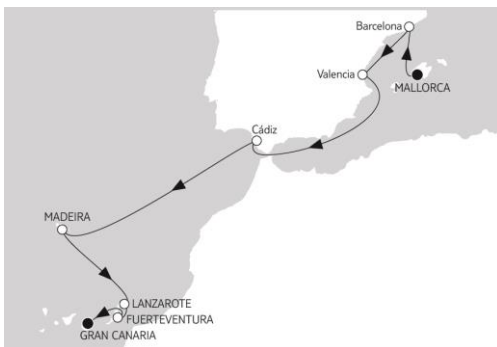 Barcelona
Valencia
MALLORCA
Cádiz
MADEIRA
LANZAROTE
FUERTEVENTURA
GRAN CANARIA